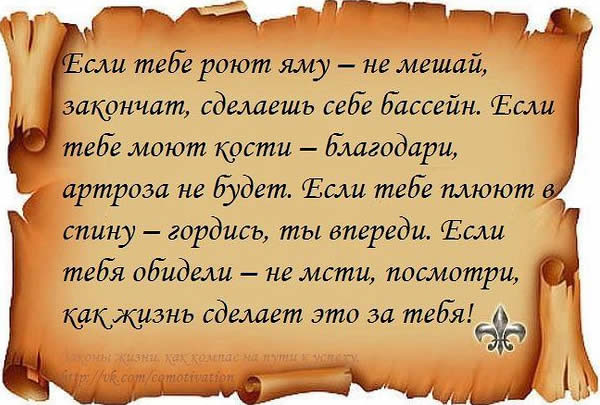 Если тебе роют яму – не мешай,
закончат, сделаешь себе бассейн. Если
тебе моют кости – благодари,
артроза не будет. Если тебе плюют в
спину – гордись, ты впереди. Если
тебя обидели – не мсти, посмотри,
как жизнь сделает это за тебя!
законы жизни. как компас на пути к успеху.
http://vk.com/comotivation